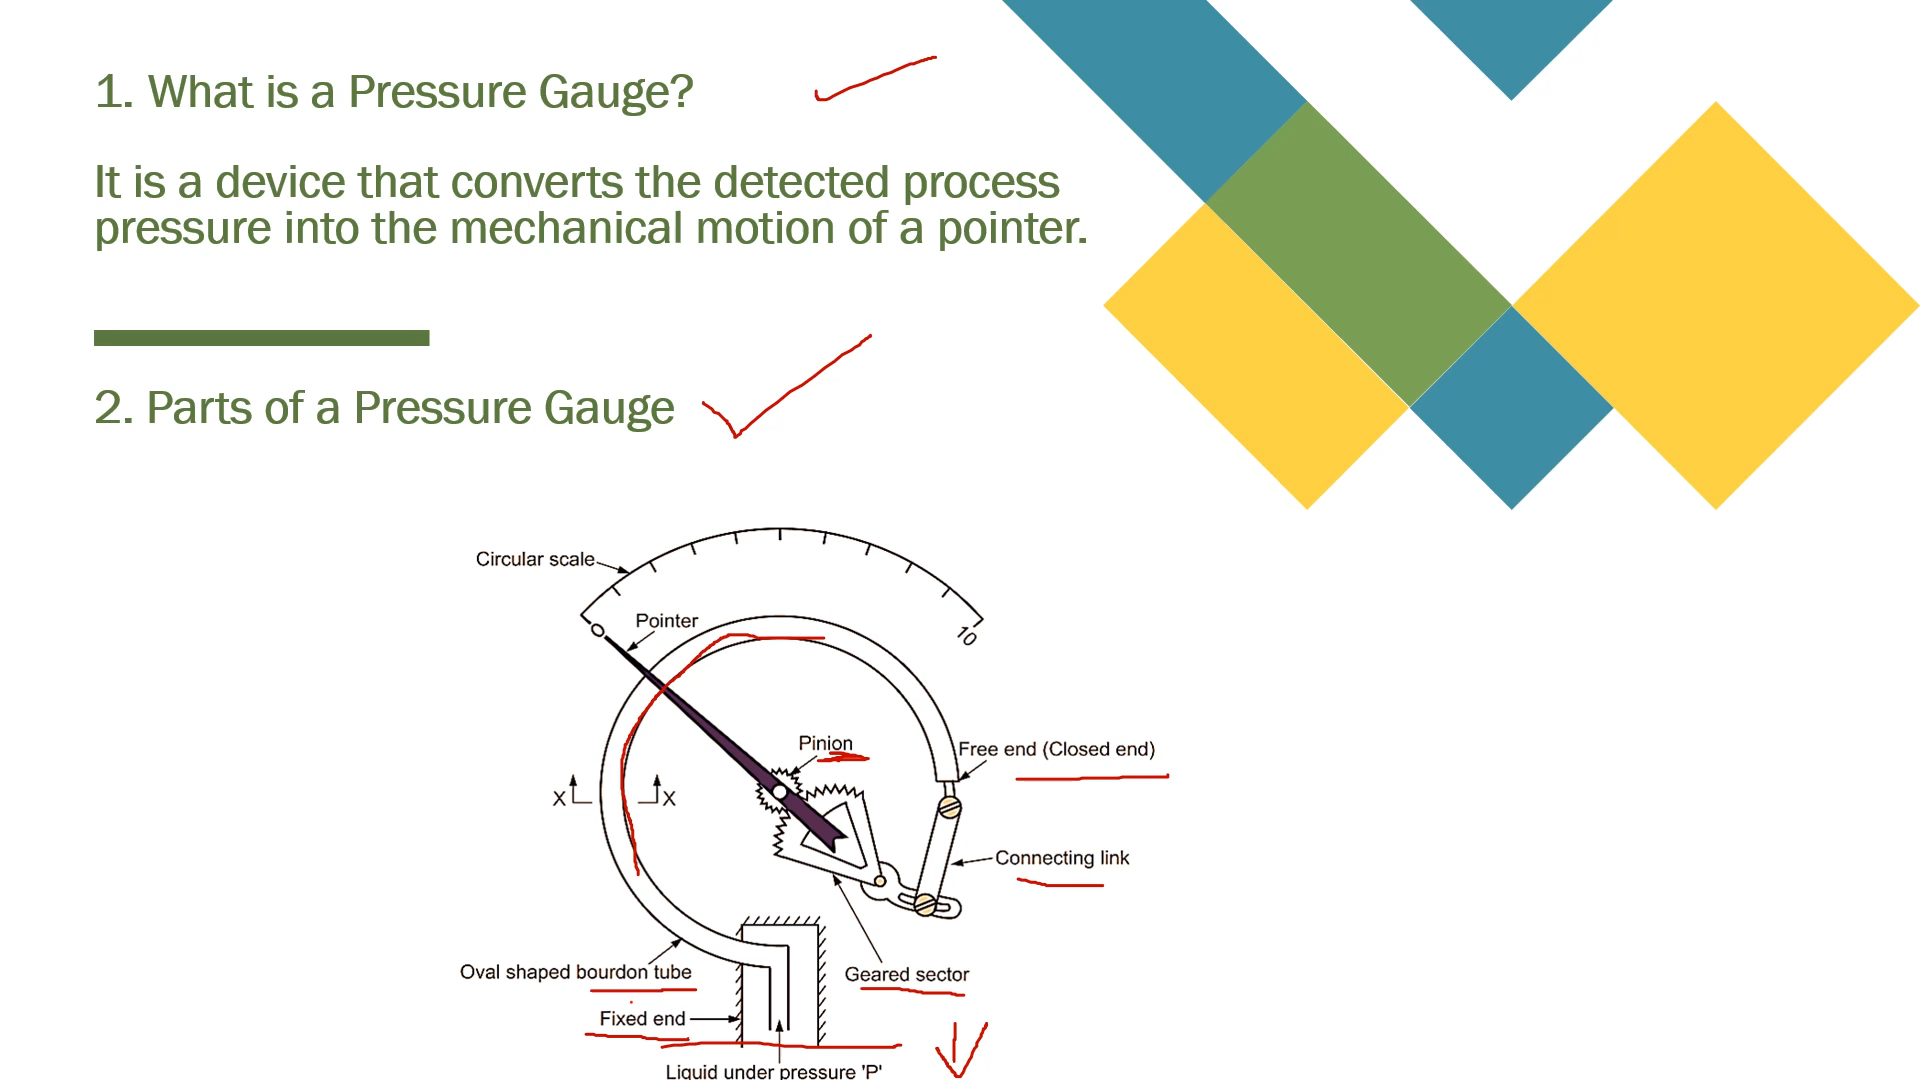 1. What is a Pressure Gauge?
It is a device that converts the detected process
pressure into the mechanical motion of a pointer.
2. Parts of a Pressure Gauge
Circular scale
Pointer
0
10
Pinion
Free end (Closed end)
X
X
Connecting link
Oval shaped bourdon tube
Geared sector
Fixed end
Liquid under pressure 'P'